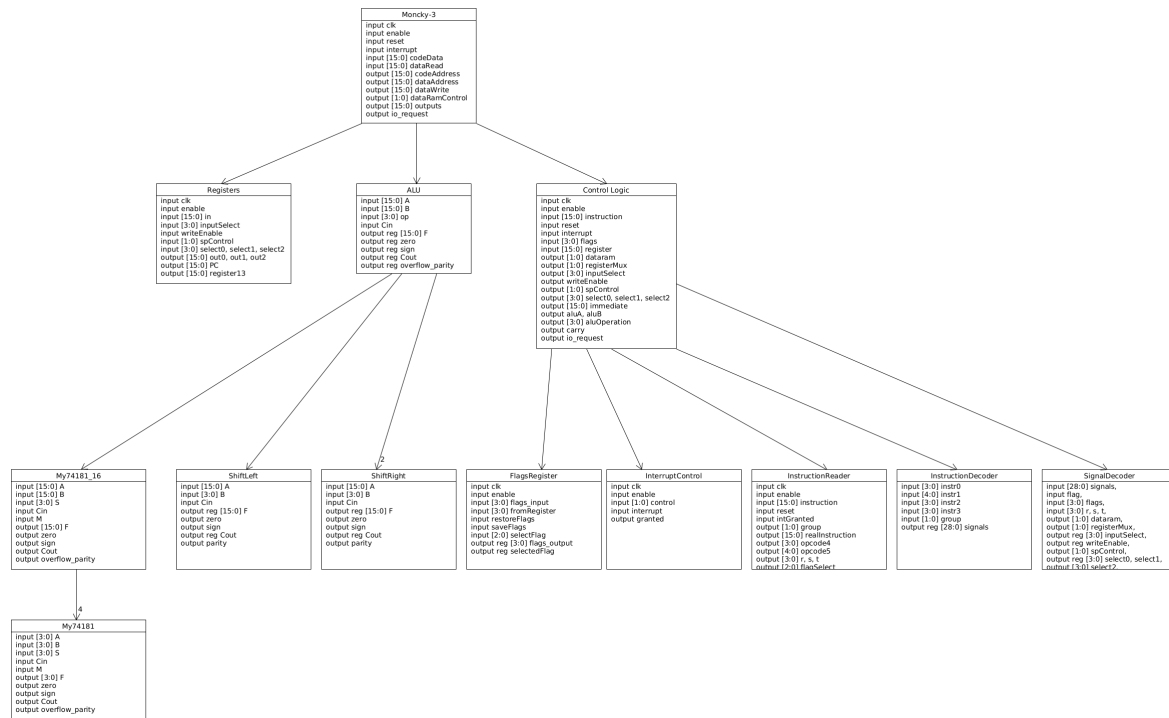 Moncky-3
input clk
input enable
input reset
input interrupt
input [15:0] codeData
input [15:0] dataRead
output [15:0] codeAddress
output [15:0] dataAddress
output [15:0] dataWrite
output [1:0] dataRamControl
output [15:0] outputs
output io_request
Registers
input clk
input enable
input [15:0] in
input [3:0] inputSelect
input writeEnable
input [1:0] spControl
input [3:0] select0, select1, select2
output [15:0] out0, out1, out2
output [15:0] PC
output [15:0] register13
ALU
input [15:0] A
input [15:0] B
input [3:0] op
input Cin
output reg [15:0] F
output reg zero
output reg sign
output reg Cout
output reg overflow_parity
Control Logic
input clk
input enable
input [15:0] instruction
input reset
input interrupt
input [3:0] flags
input [15:0] register
output [1:0] dataram
output [1:0] registerMux
output [3:0] inputSelect
output writeEnable
output [1:0] spControl
output [3:0] select0, select1, select2
output [15:0] immediate
output aluA, aluB
output [3:0] aluOperation
output carry
output io_request
2
My74181_16
input [15:0] A
input [15:0] B
input [3:0] S
input Cin
input M
output [15:0] F
output zero
output sign
output Cout
output overflow_parity
ShiftLeft
input [15:0] A
input [3:0] B
input Cin
output reg [15:0] F
output zero
output sign
output reg Cout
output parity
ShiftRight
input [15:0] A
input [3:0] B
input Cin
output reg [15:0] F
output zero
output sign
output reg Cout
output parity
FlagsRegister
input clk
input enable
input [3:0] flags_input
input [3:0] fromRegister
input restoreFlags
input saveFlags
input [2:0] selectFlag
output reg [3:0] flags_output
output reg selectedFlag
InterruptControl
input clk
input enable
input [1:0] control
input interrupt
output granted
InstructionReader
input clk
input enable
input [15:0] instruction
input reset
input intGranted
output [1:0] group
output [15:0] realInstruction
output [3:0] opcode4
output [4:0] opcode5
output [3:0] r, s, t
output [2:0] flagSelect
InstructionDecoder
input [3:0] instr0
input [4:0] instr1
input [3:0] instr2
input [3:0] instr3
input [1:0] group
output reg [28:0] signals
SignalDecoder
input [28:0] signals,
input flag,
input [3:0] flags,
input [3:0] r, s, t,
output [1:0] dataram,
output [1:0] registerMux,
output reg [3:0] inputSelect,
output reg writeEnable,
output [1:0] spControl,
output reg [3:0] select0, select1,
output [3:0] select2,
4
My74181
input [3:0] A
input [3:0] B
input [3:0] S
input Cin
input M
output [3:0] F
output zero
output sign
output Cout
output overflow_parity